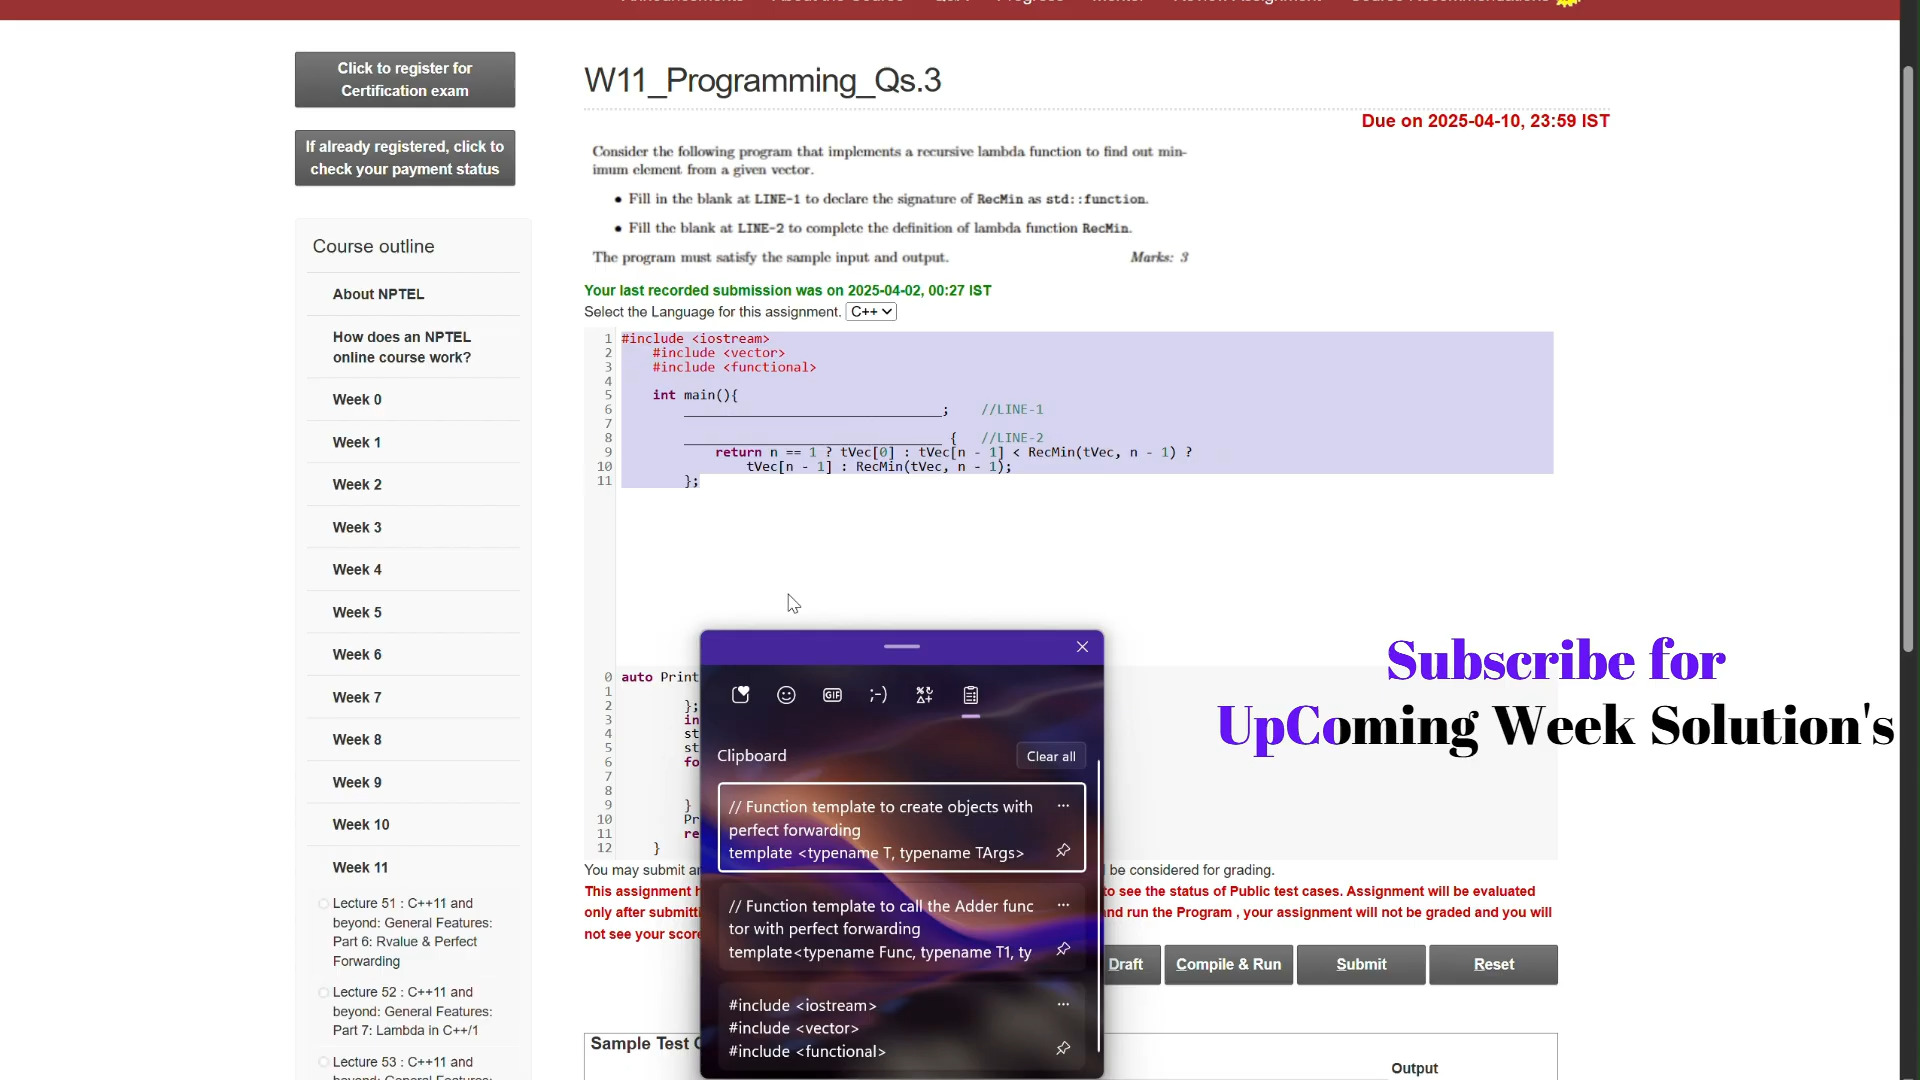 Click to register for
Certification exam
If already registered, click to
check your payment status
Course outline
About NPTEL
How does an NPTEL
online course work?
Week 0
Week 1
Week 2
Week 3
Week 4
Week 5
Week 6
Week 7
Week 8
Week 9
Week 10
Week 11
Lecture 51 : C++11 and
beyond: General Features:
Part 6: Rvalue & Perfect
Forwarding
Lecture 52 : C++11 and
beyond: General Features:
Part 7: Lambda in C++/1
Lecture 53 : C++11 and
beyond: General Features:
W11_Programming_Qs.3
Due on 2025-04-10, 23:59 IST
Consider the following program that implements a recursive lambda function to find out min-
imum element from a given vector.
• Fill in the blank at LINE-1 to declare the signature of RecMin as std::function.
• Fill the blank at LINE-2 to complete the definition of lambda function RecMin.
The program must satisfy the sample input and output. Marks: 3
Your last recorded submission was on 2025-04-02, 00:27 IST
Select the Language for this assignment. C++
1 #include <iostream>
2 #include <vector>
3 #include <functional>
4
5 int main(){
6 _________________________________; //LINE-1
7
8 _________________________________ { //LINE-2
9 return n == 1 ? tVec[0] : tVec[n - 1] < RecMin(tVec, n - 1) ?
10 tVec[n - 1] : RecMin(tVec, n - 1);
11 };
0 auto Print
1
2 };
3 in
4 st
5 st
6 fo
7
8
9 }
10 Pr
11 re
12 }
You may submit a
be considered for grading.
This assignment h
to see the status of Public test cases. Assignment will be evaluated
only after submitti
nd run the Program , your assignment will not be graded and you will
not see your score
Draft
Compile & Run
Submit
Reset
Sample Test
Output
GIF
;-)
Clipboard
Clear all
// Function template to create objects with
perfect forwarding
template <typename T, typename TArgs>
// Function template to call the Adder func
tor with perfect forwarding
template<typename Func, typename T1, ty
#include <iostream>
#include <vector>
#include <functional>
Subscribe for
UpComing Week Solution's